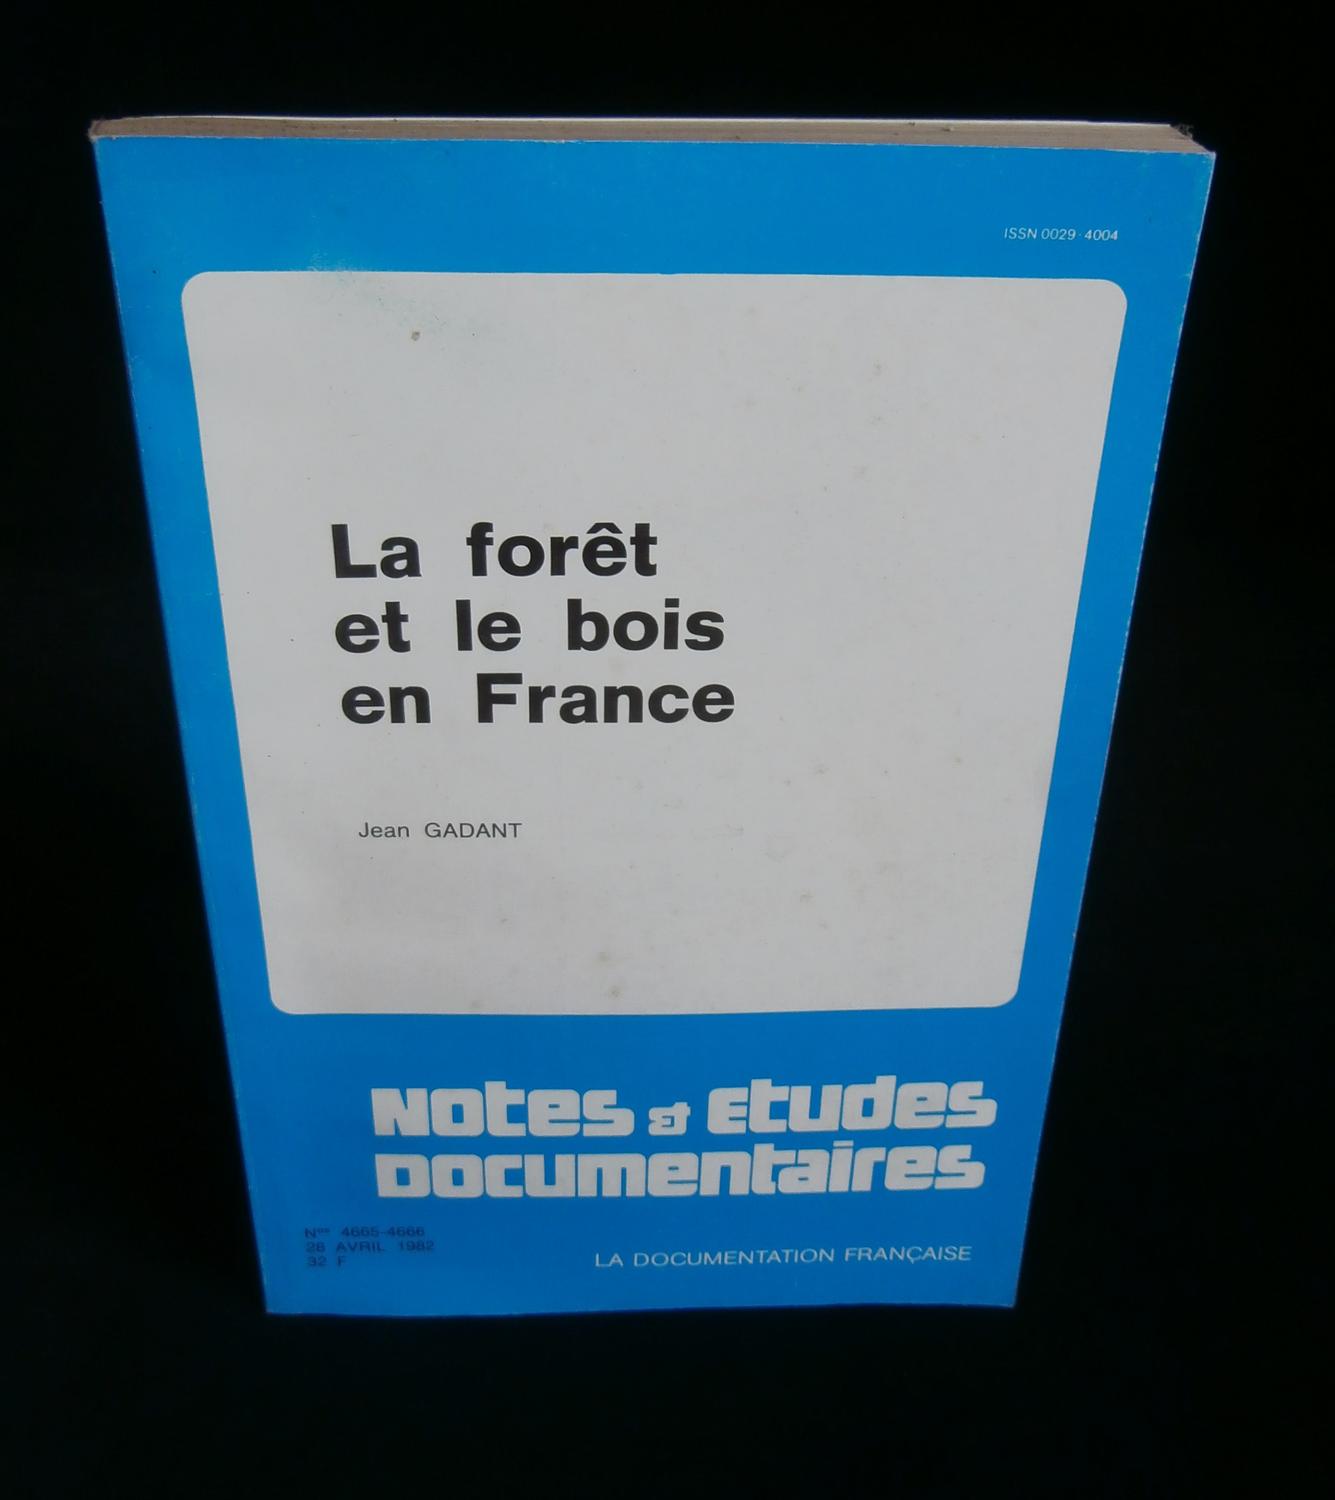 ISSN 0029-4004
La forêt
et le bois
en France
Jean GADANT
Notes & Etudes
Documentaires
Nos 4665-4666
28 AVRIL 1982
32 F
LA DOCUMENTATION FRANÇAISE